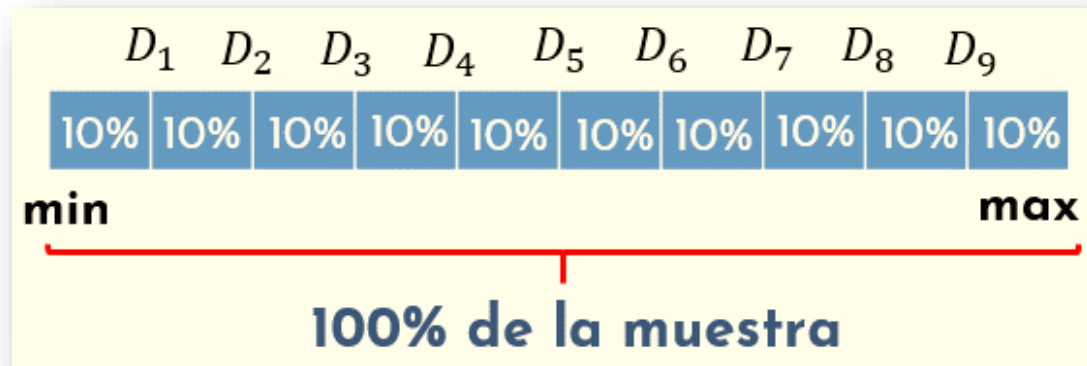 D₁ D₂ D₃ D₄ D₅ D₆ D₇ D₈ D₉
10% 10% 10% 10% 10% 10% 10% 10% 10% 10%
min max
100% de la muestra